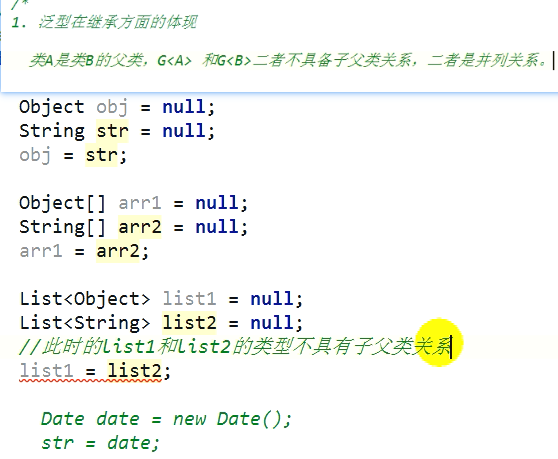 /*
1. 泛型在继承方面的体现
类A是类B的父类，G<A> 和G<B>二者不具备子父类关系，二者是并列关系。
Object obj = null;
String str = null;
obj = str;
Object[] arr1 = null;
String[] arr2 = null;
arr1 = arr2;
List<Object> list1 = null;
List<String> list2 = null;
//此时的list1和list2的类型不具有子父类关系
list1 = list2;
Date date = new Date();
str = date;